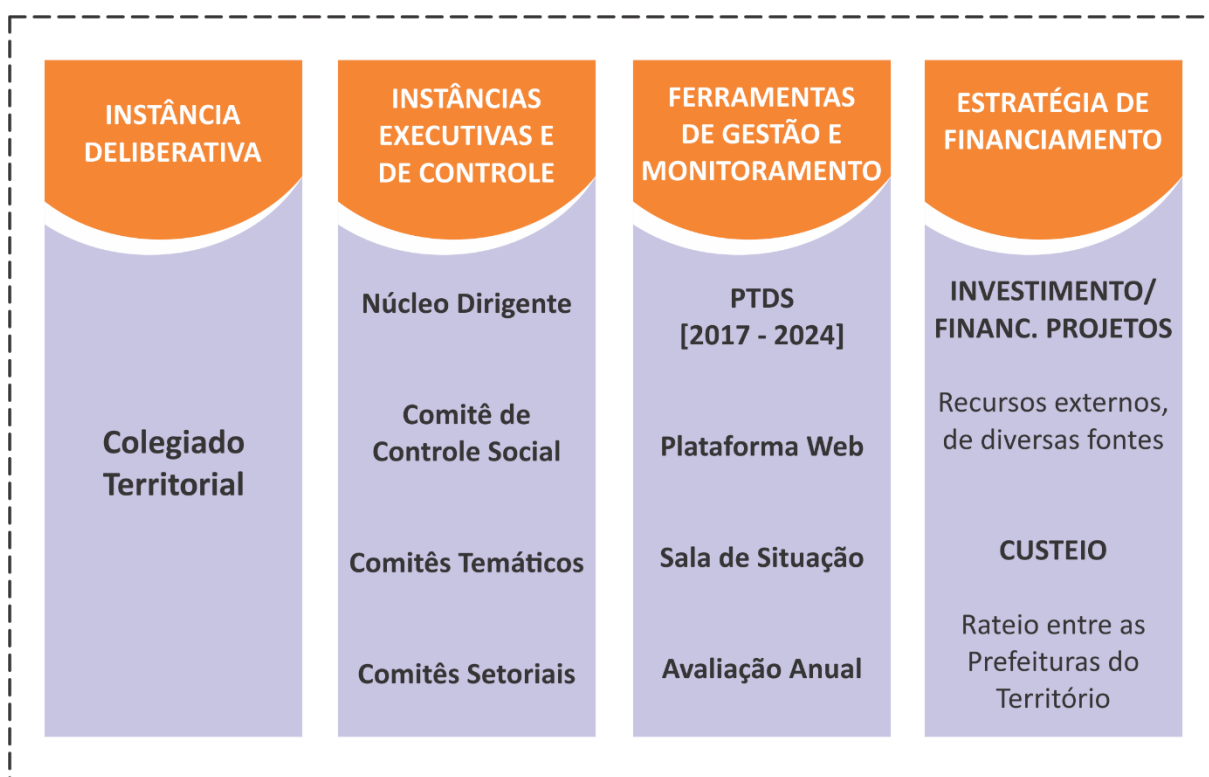 INSTÂNCIA
DELIBERATIVA
Colegiado
Territorial
INSTÂNCIAS
EXECUTIVAS E
DE CONTROLE
Núcleo Dirigente
Comitê de
Controle Social
Comitês Temáticos
Comitês Setoriais
FERRAMENTAS
DE GESTÃO E
MONITORAMENTO
PTDS
[2017 - 2024]
Plataforma Web
Sala de Situação
Avaliação Anual
ESTRATÉGIA DE
FINANCIAMENTO
INVESTIMENTO/
FINANC. PROJETOS
Recursos externos,
de diversas fontes
CUSTEIO
Rateio entre as
Prefeituras do
Território